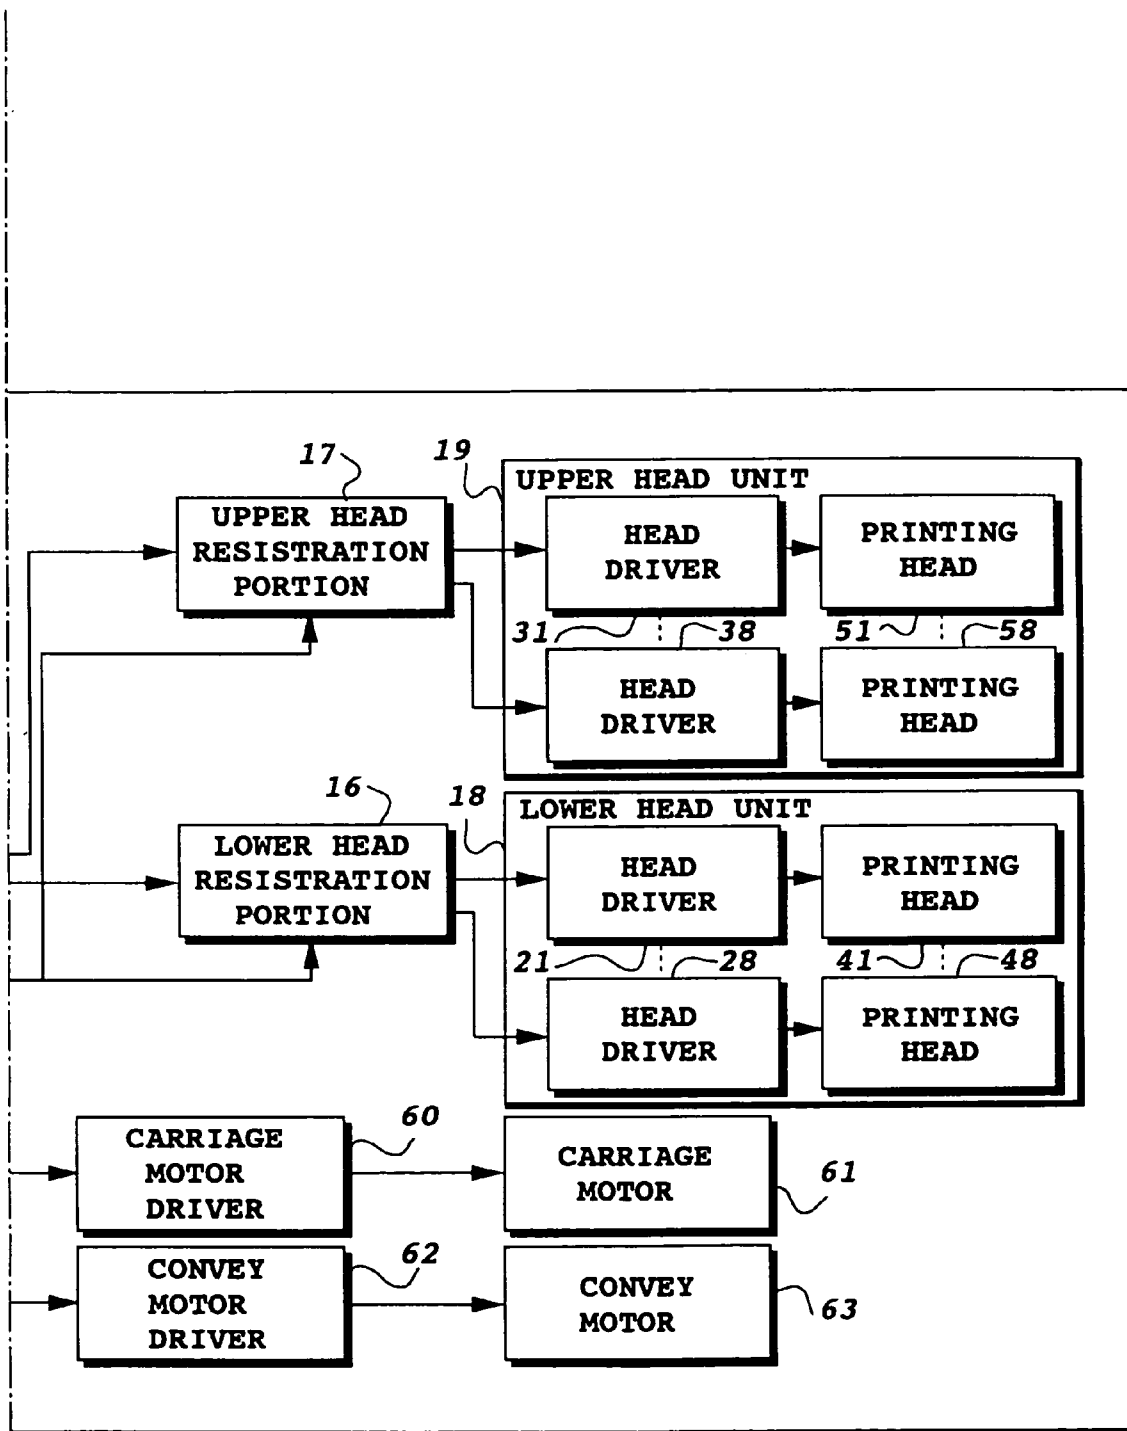 17
19
UPPER HEAD UNIT
UPPER HEAD
RESISTRATION
PORTION
HEAD
DRIVER
PRINTING
HEAD
31
38
51
58
HEAD
DRIVER
PRINTING
HEAD
16
18
LOWER HEAD UNIT
LOWER HEAD
RESISTRATION
PORTION
HEAD
DRIVER
PRINTING
HEAD
21
28
41
48
HEAD
DRIVER
PRINTING
HEAD
60
CARRIAGE
MOTOR
DRIVER
CARRIAGE
MOTOR
61
62
CONVEY
MOTOR
DRIVER
CONVEY
MOTOR
63